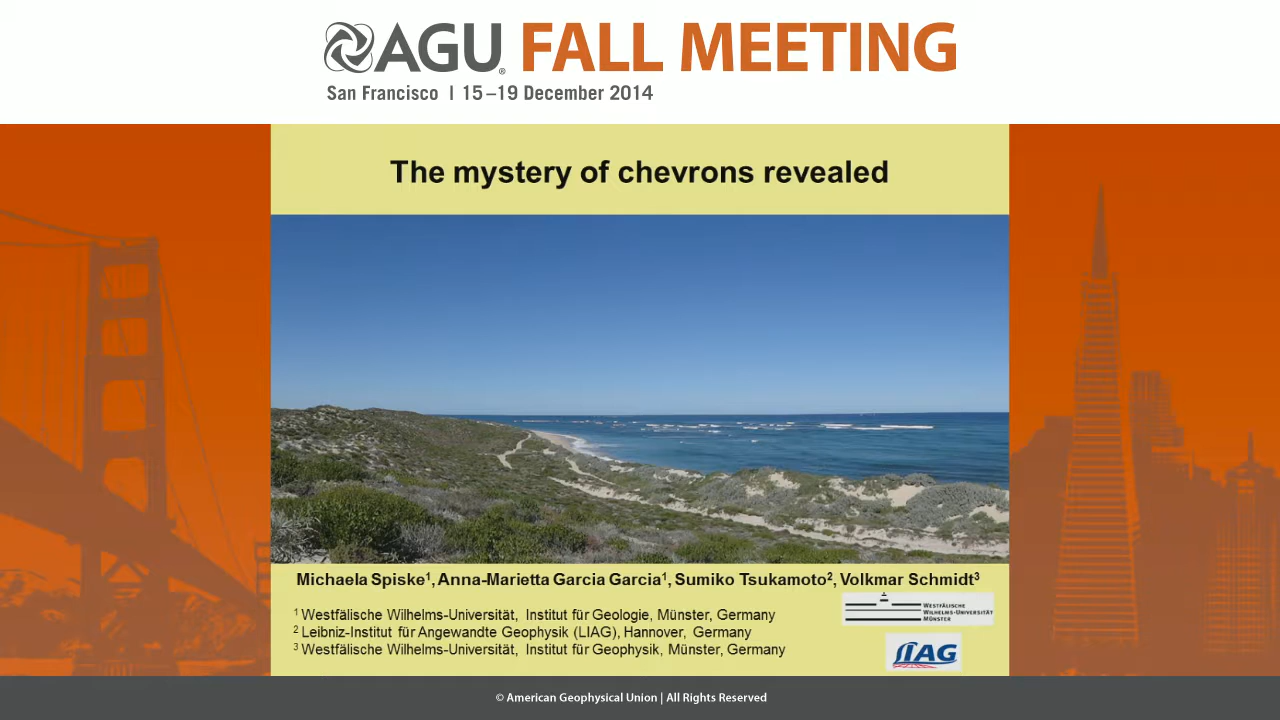 AGU FALL MEETING
San Francisco | 15–19 December 2014
The mystery of chevrons revealed
Michaela Spiske¹, Anna-Marietta Garcia Garcia¹, Sumiko Tsukamoto², Volkmar Schmidt³
¹ Westfälische Wilhelms-Universität, Institut für Geologie, Münster, Germany
² Leibniz-Institut für Angewandte Geophysik (LIAG), Hannover, Germany
³ Westfälische Wilhelms-Universität, Institut für Geophysik, Münster, Germany
WESTFÄLISCHE
WILHELMS-UNIVERSITÄT
MÜNSTER
LIAG
© American Geophysical Union | All Rights Reserved